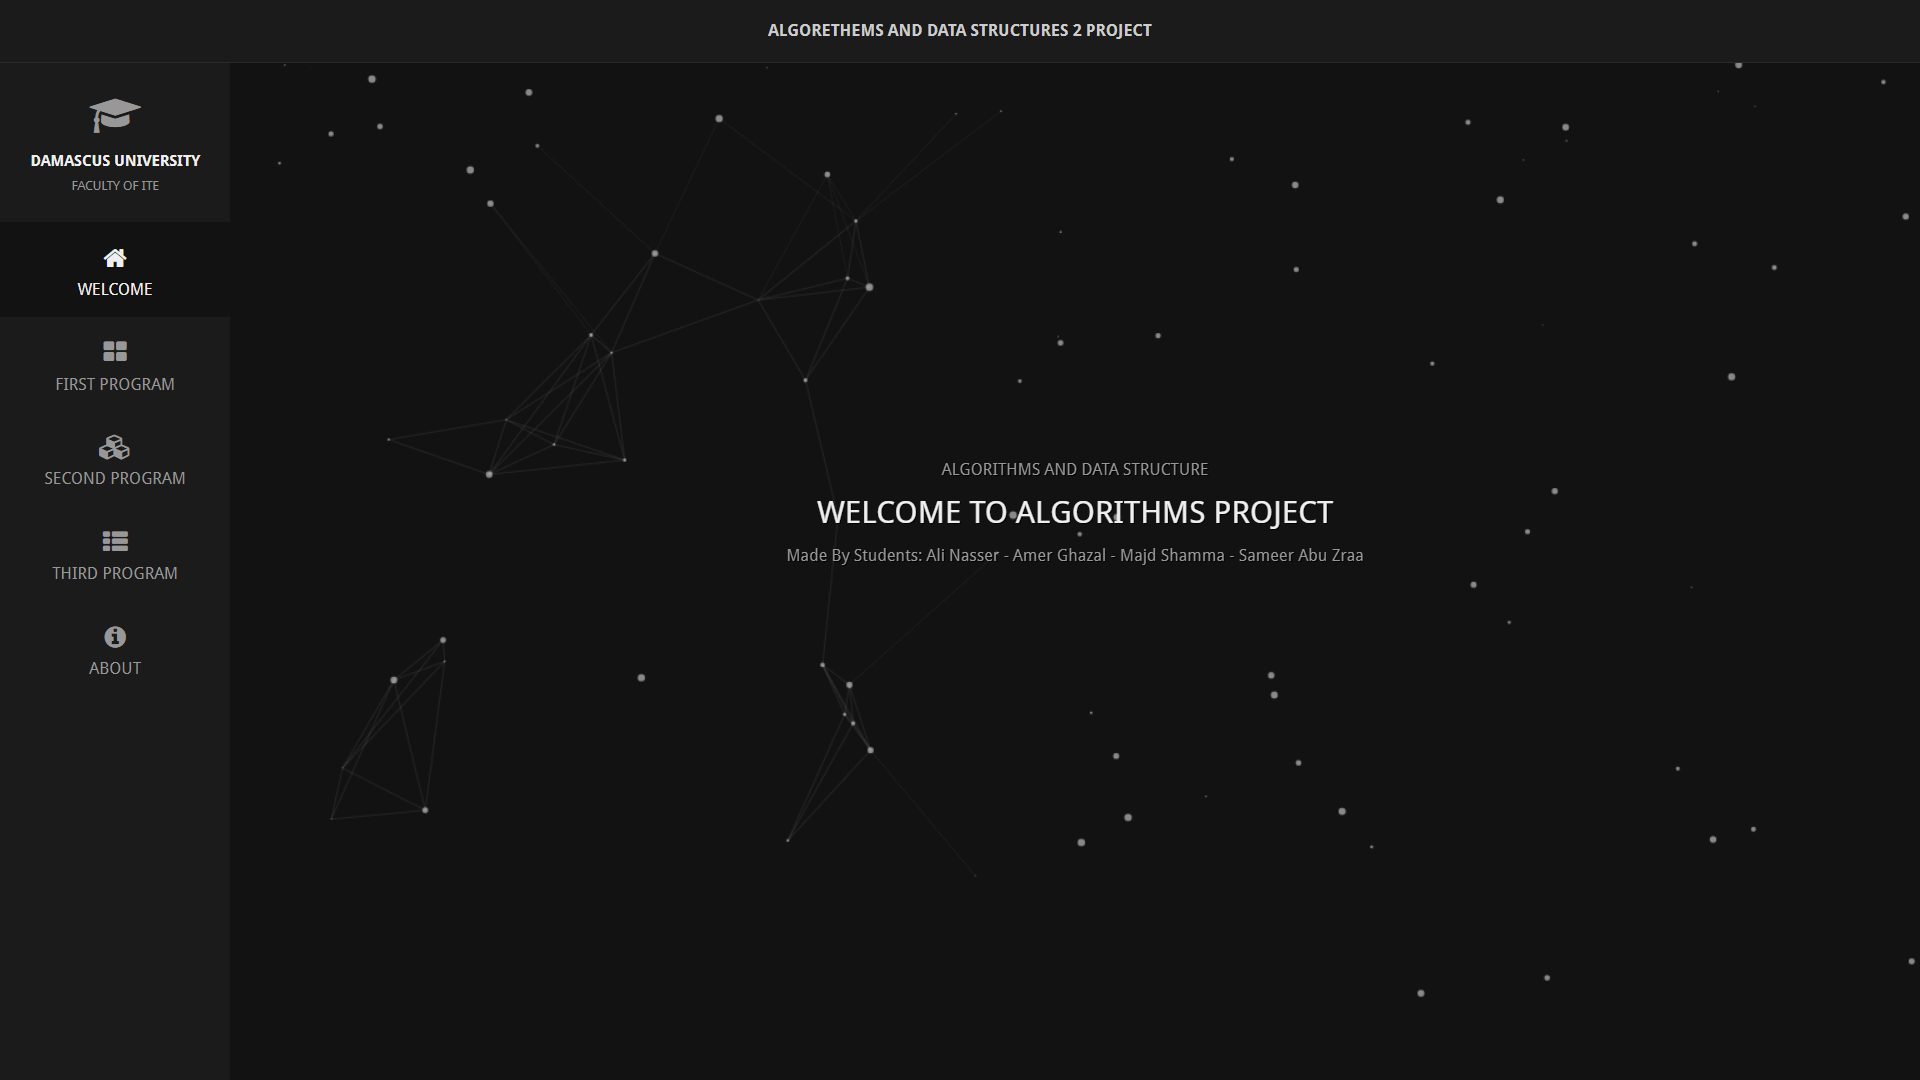 ALGORETHEMS AND DATA STRUCTURES 2 PROJECT
DAMASCUS UNIVERSITY
FACULTY OF ITE
WELCOME
FIRST PROGRAM
SECOND PROGRAM
THIRD PROGRAM
ABOUT
ALGORITHMS AND DATA STRUCTURE
WELCOME TO ALGORITHMS PROJECT
Made By Students: Ali Nasser - Amer Ghazal - Majd Shamma - Sameer Abu Zraa